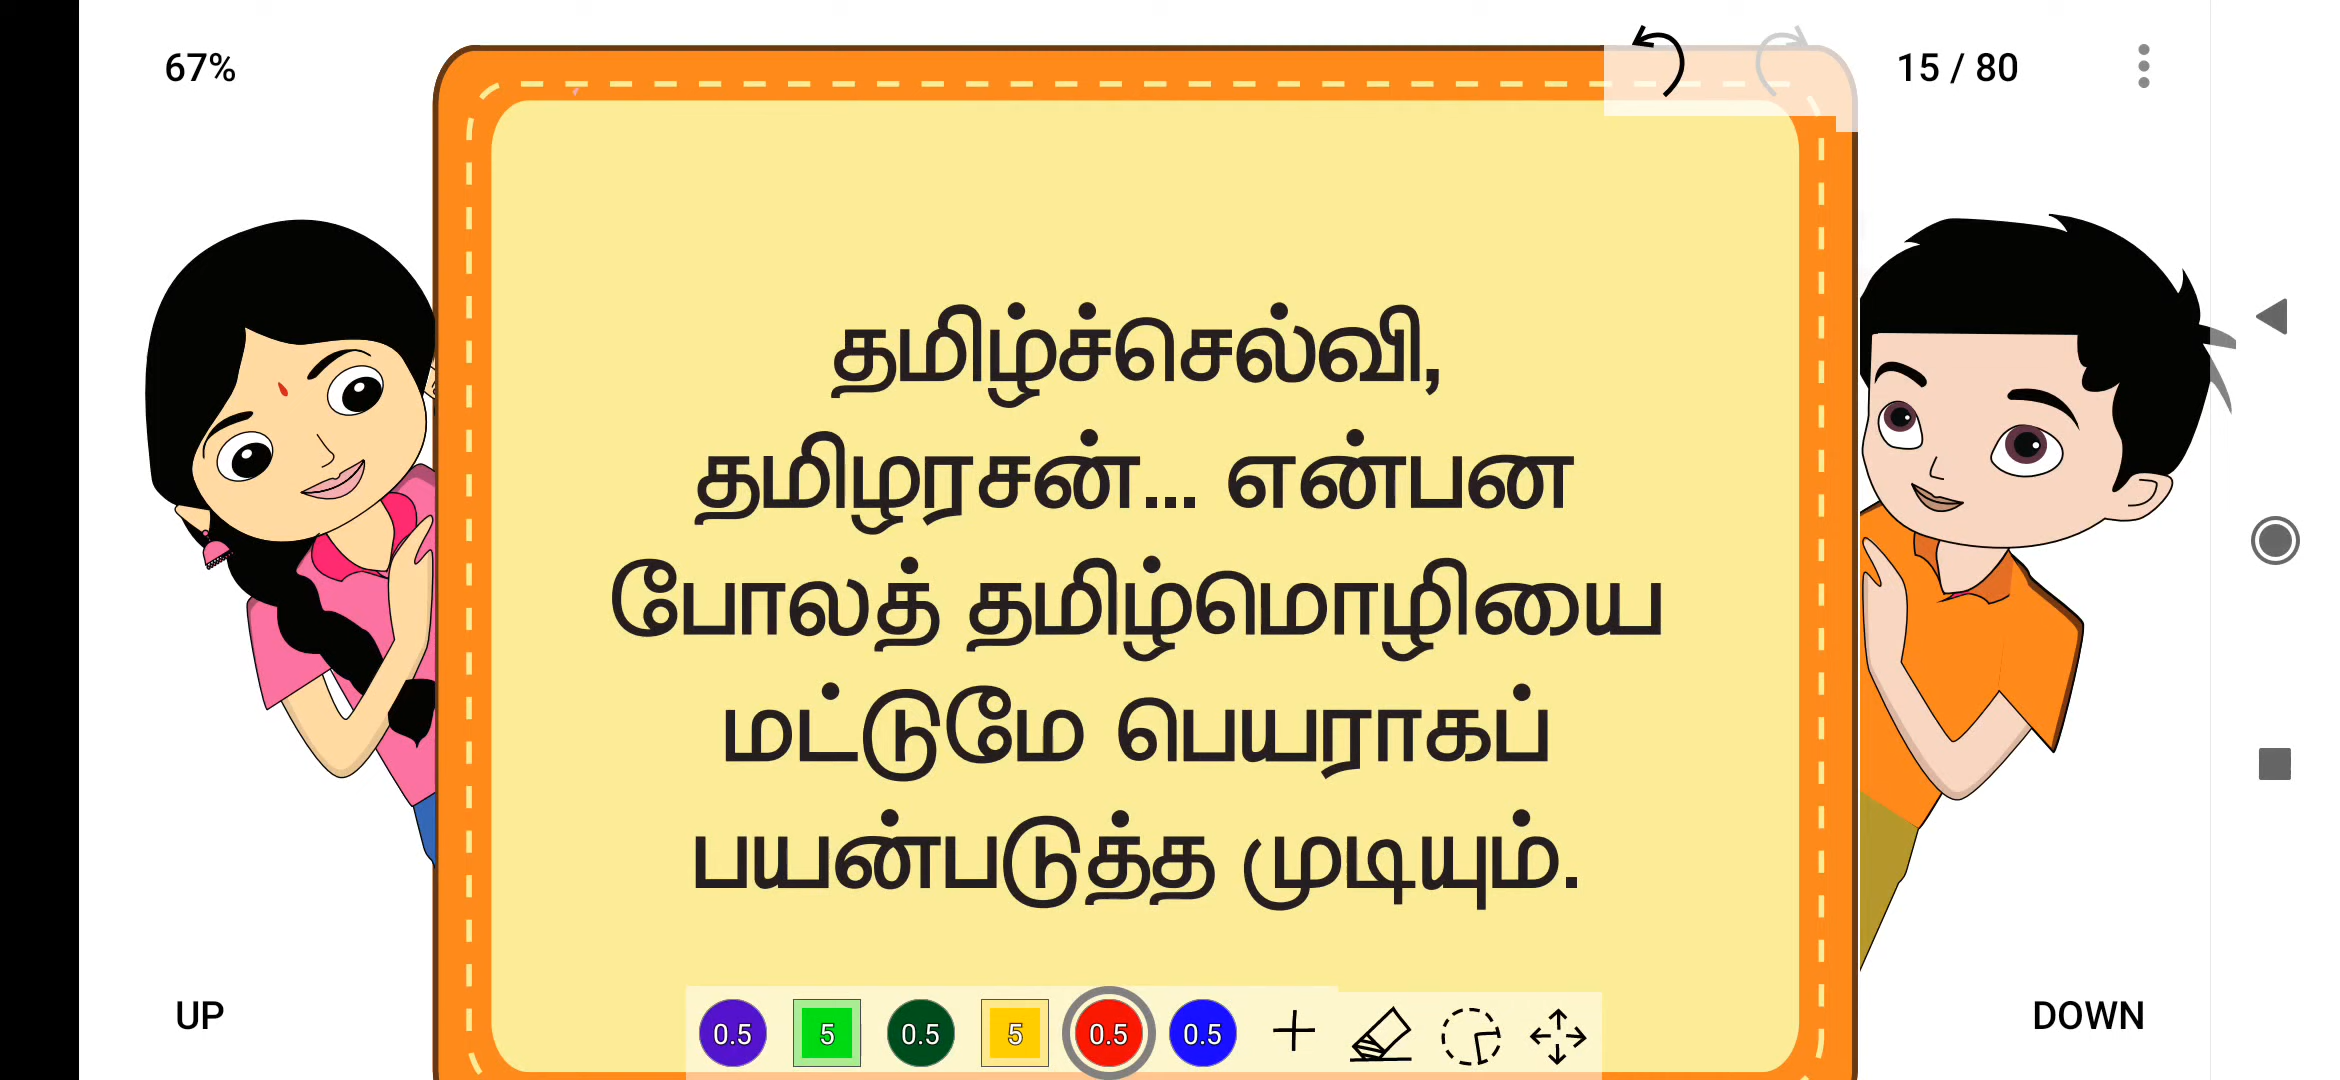 67%
15 / 80
தமிழ்ச்செல்வி,
தமிழரசன்... என்பன
போலத் தமிழ்மொழியை
மட்டுமே பெயராகப்
பயன்படுத்த முடியும்.
UP
DOWN
0.5 5 0.5 5 0.5 0.5